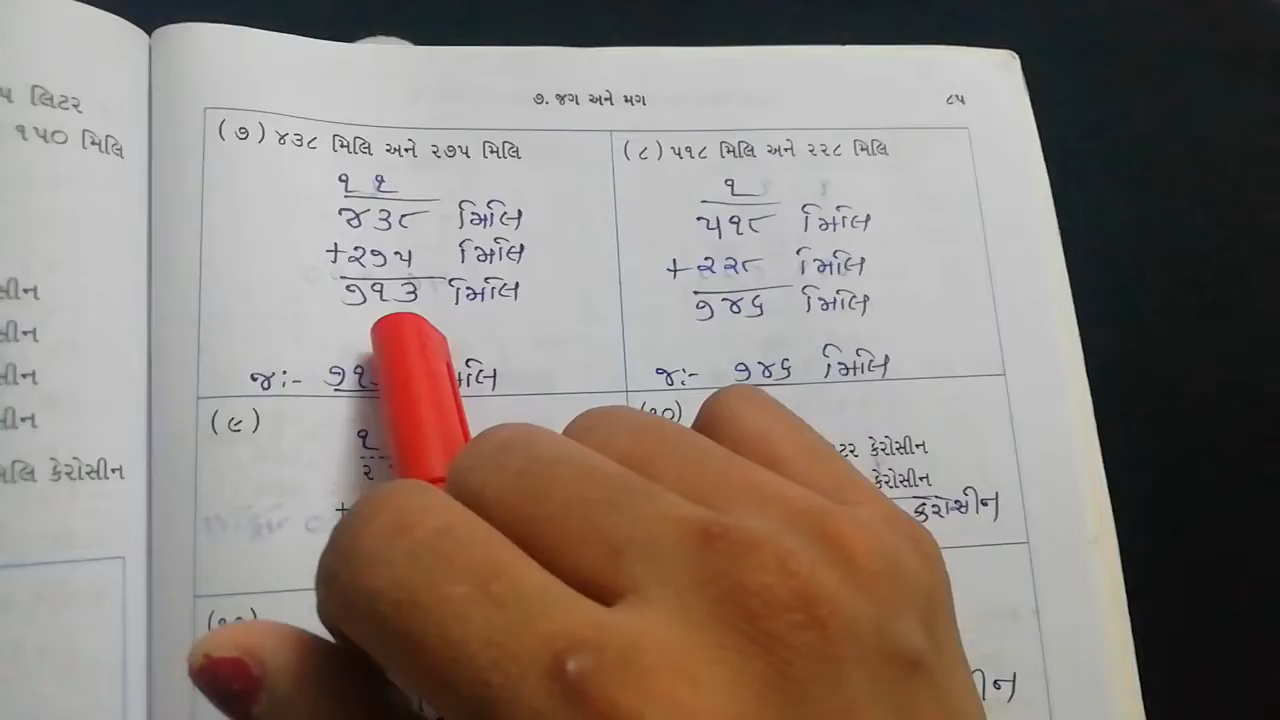 ૫ લિટર
૧૫૦ મિલિ
૭. જગ અને મગ
૮૫
(૭) ૪૩૮ મિલિ અને ૨૭૫ મિલિ
૧ ૧
૪૩૮ મિલિ
+૨૭૫ મિલિ
૭૧૩ મિલિ
જ:- ૭૧
(૮) ૫૧૮ મિલિ અને ૨૨૮ મિલિ
૧
૫૧૮ મિલિ
+૨૨૮ મિલિ
૭૪૬ મિલિ
જ:- ૭૪૬ મિલિ
(૯)
૧
૨
+
(૧૦)
કેરોસીન
કેરોસીન
કેરોસીન
કેરોસીન